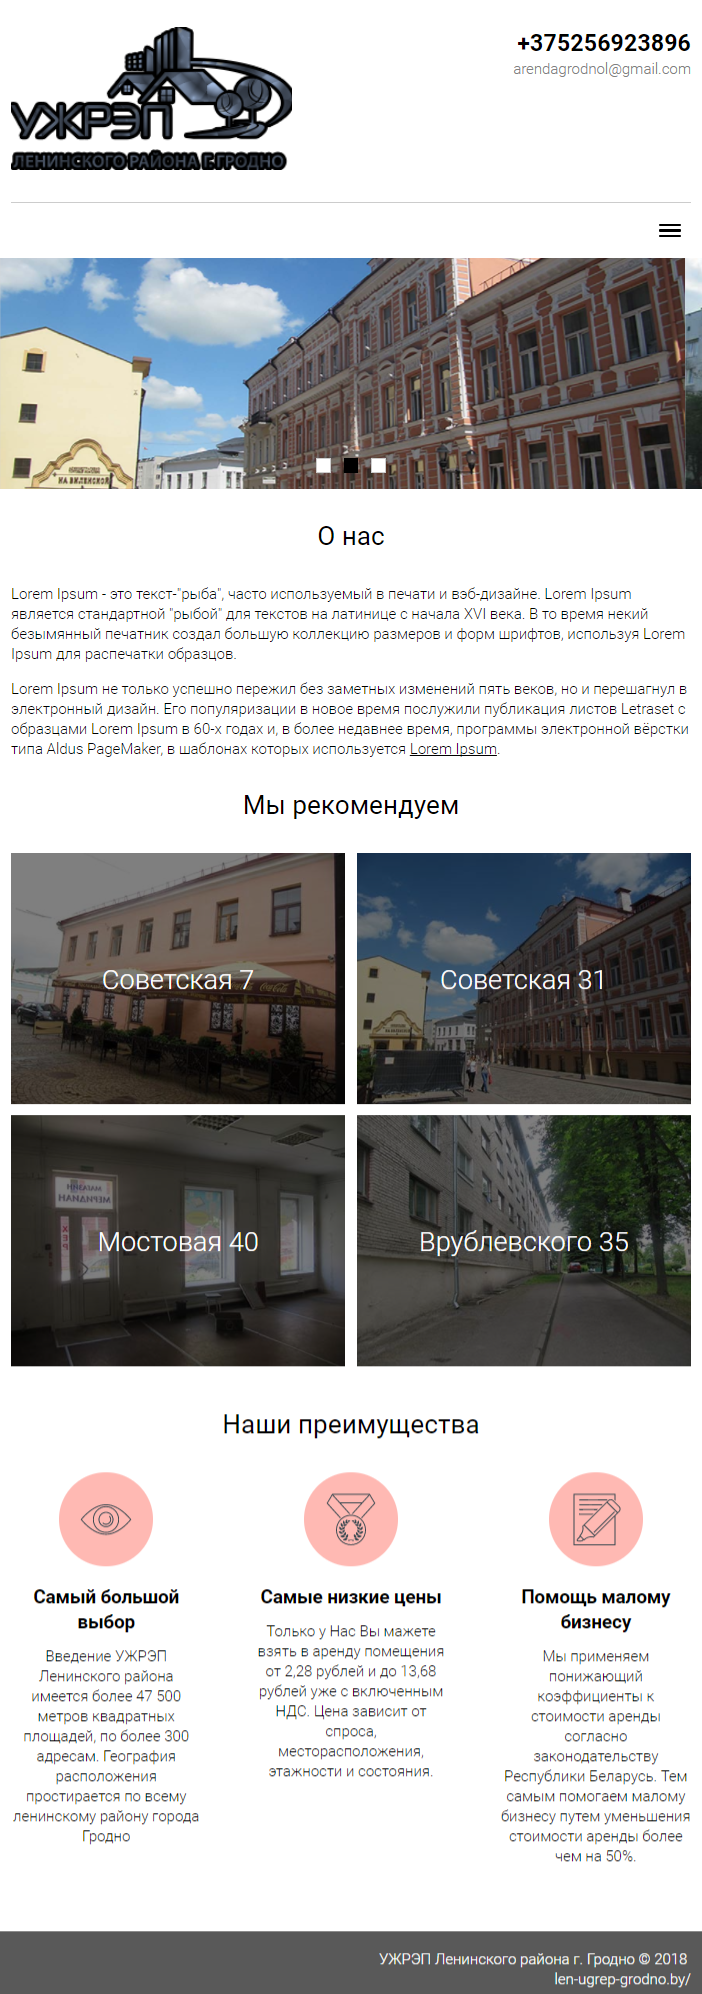 УЖРЭП
ЛЕНИНСКОГО РАЙОНА Г.ГРОДНО
+375256923896
arendagrodnol@gmail.com
НА ВИЛЕНСКОЙ
О нас
Lorem Ipsum - это текст-"рыба", часто используемый в печати и вэб-дизайне. Lorem Ipsum
является стандартной "рыбой" для текстов на латинице с начала XVI века. В то время некий
безымянный печатник создал большую коллекцию размеров и форм шрифтов, используя Lorem
Ipsum для распечатки образцов.
Lorem Ipsum не только успешно пережил без заметных изменений пять веков, но и перешагнул в
электронный дизайн. Его популяризации в новое время послужили публикация листов Letraset с
образцами Lorem Ipsum в 60-х годах и, в более недавнее время, программы электронной вёрстки
типа Aldus PageMaker, в шаблонах которых используется Lorem Ipsum.
Мы рекомендуем
Советская 7
Coca-Cola
Советская 31
МАГАЗИН
МЕРИДИАН
Мостовая 40
Врублевского 35
Наши преимущества
Самый большой
выбор
Введение УЖРЭП
Ленинского района
имеется более 47 500
метров квадратных
площадей, по более 300
адресам. География
расположения
простирается по всему
ленинскому району города
Гродно
Самые низкие цены
Только у Нас Вы мажете
взять в аренду помещения
от 2,28 рублей и до 13,68
рублей уже с включенным
НДС. Цена зависит от
спроса,
месторасположения,
этажности и состояния.
Помощь малому
бизнесу
Мы применяем
понижающий
коэффициенты к
стоимости аренды
согласно
законодательству
Республики Беларусь. Тем
самым помогаем малому
бизнесу путем уменьшения
стоимости аренды более
чем на 50%.
УЖРЭП Ленинского района г. Гродно © 2018
len-ugrep-grodno.by/